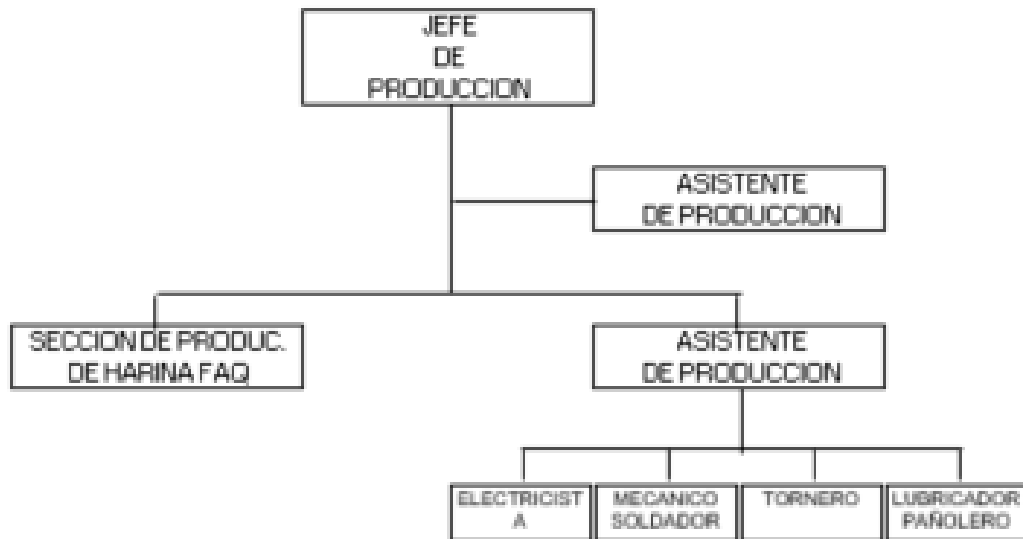 JEFE
DE
PRODUCCION
ASISTENTE
DE PRODUCCION
SECCION DE PRODUC.
DE HARINA FAQ
ASISTENTE
DE PRODUCCION
ELECTRICIST
A
MECANICO
SOLDADOR
TORNERO
LUBRICADOR
PAÑOLERO